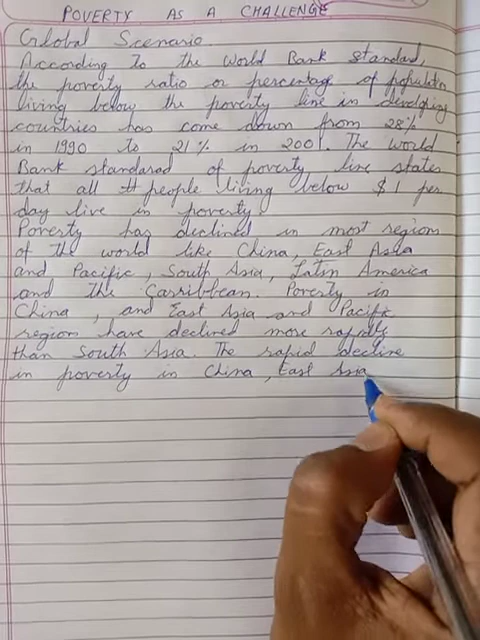 POVERTY AS A CHALLENGE
Global Scenario.
According to the World Bank standard,
the poverty ratio or percentage of population
living below the poverty line in developing
countries has come down from 28%
in 1990 to 21% in 2001. The World
Bank standarad of poverty line states
that all people living below $1 per
day live in poverty.
Poverty has declined in most region
of the world like China, East Asia
and Pacific, South Asia, Latin America
and the Carribbean. Poverty in
China, and East Asia and Pacific
region have declined more rapidly
than South Asia. The rapid decline
in poverty in China, East Asia